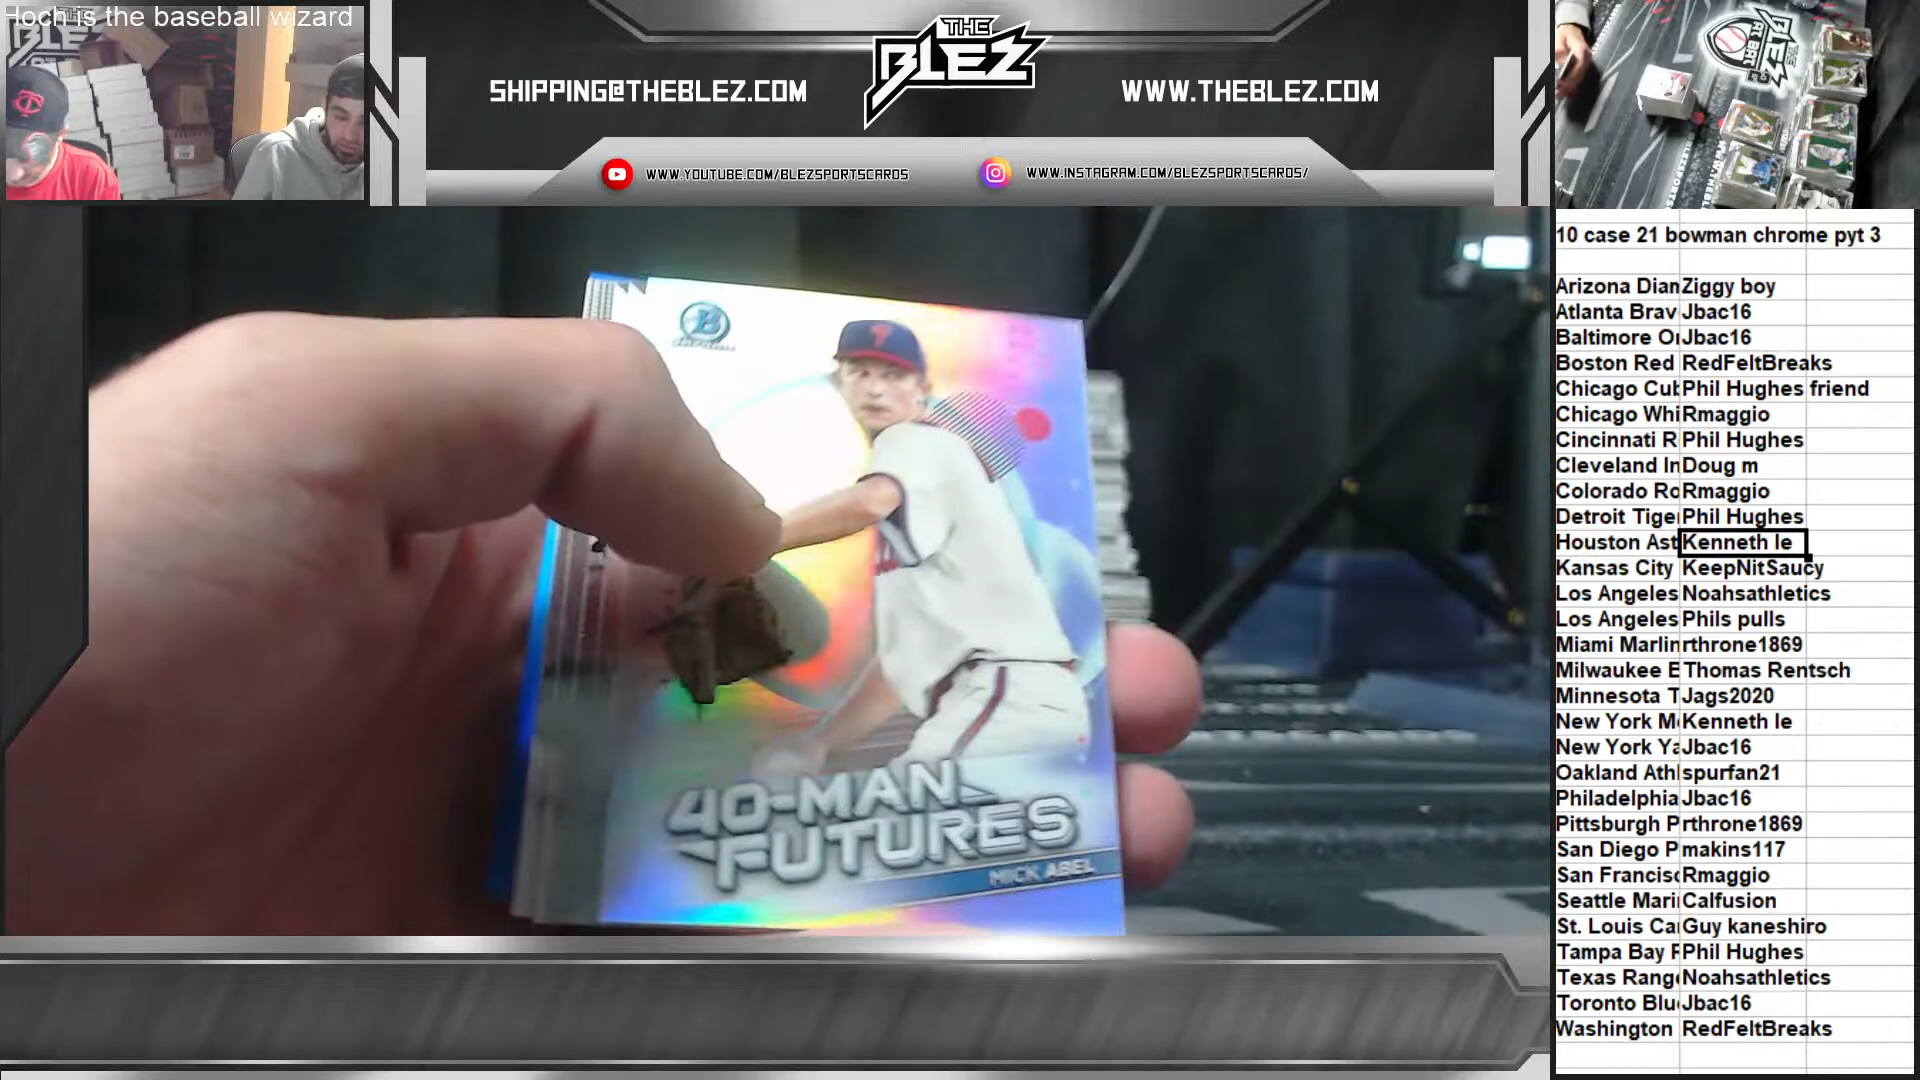 Hoch is the baseball wizard
THE
BLEZ
SHIPPING@THEBLEZ.COM
WWW.THEBLEZ.COM
WWW.YOUTUBE.COM/BLEZSPORTSCARDS
WWW.INSTAGRAM.COM/BLEZSPORTSCARDS/
40-MAN
FUTURES
MICK ABEL
10 case 21 bowman chrome pyt 3
Arizona Diam Ziggy boy
Atlanta Brav Jbac16
Baltimore Or Jbac16
Boston Red RedFeltBreaks
Chicago Cub Phil Hughes friend
Chicago Whi Rmaggio
Cincinnati R Phil Hughes
Cleveland In Doug m
Colorado Ro Rmaggio
Detroit Tige Phil Hughes
Houston Ast Kenneth le
Kansas City KeepNitSaucy
Los Angeles Noahsathletics
Los Angeles Phils pulls
Miami Marlin rthrone1869
Milwaukee B Thomas Rentsch
Minnesota T Jags2020
New York Me Kenneth le
New York Ya Jbac16
Oakland Athl spurfan21
Philadelphia Jbac16
Pittsburgh P rthrone1869
San Diego P makins117
San Francisc Rmaggio
Seattle Mari Calfusion
St. Louis Car Guy kaneshiro
Tampa Bay R Phil Hughes
Texas Range Noahsathletics
Toronto Blu Jbac16
Washington RedFeltBreaks